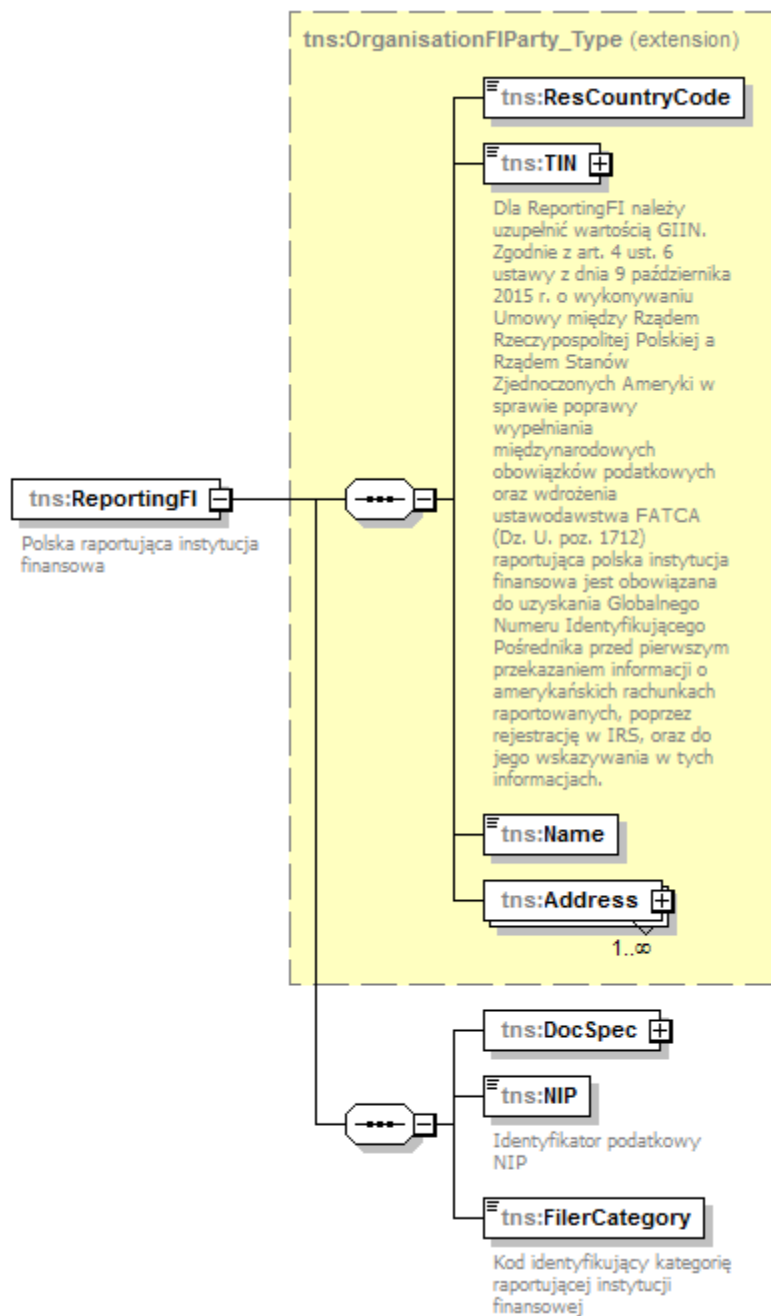 tns:OrganisationFIParty_Type (extension)
tns:ResCountryCode
tns:TIN
Dla ReportingFI należy
uzupełnić wartością GIIN.
Zgodnie z art. 4 ust. 6
ustawy z dnia 9 października
2015 r. o wykonywaniu
Umowy między Rządem
Rzeczypospolitej Polskiej a
Rządem Stanów
Zjednoczonych Ameryki w
sprawie poprawy
wypełniania
międzynarodowych
obowiązków podatkowych
oraz wdrożenia
ustawodawstwa FATCA
(Dz. U. poz. 1712)
raportująca polska instytucja
finansowa jest obowiązana
do uzyskania Globalnego
Numeru Identyfikującego
Pośrednika przed pierwszym
przekazaniem informacji o
amerykańskich rachunkach
raportowanych, poprzez
rejestrację w IRS, oraz do
jego wskazywania w tych
informacjach.
tns:ReportingFI
Polska raportująca instytucja
finansowa
tns:Name
tns:Address
1..∞
tns:DocSpec
tns:NIP
Identyfikator podatkowy
NIP
tns:FilerCategory
Kod identyfikujący kategorię
raportującej instytucji
finansowej